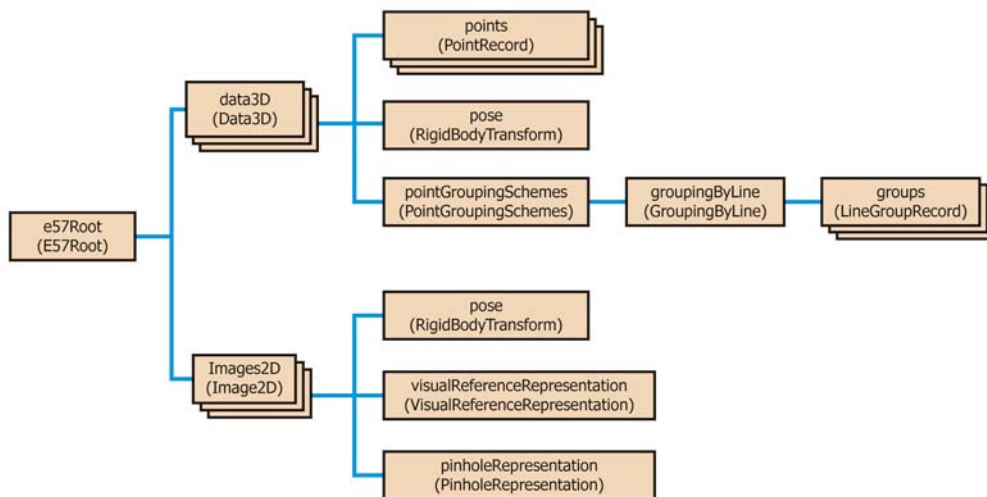 points
(PointRecord)
data3D
(Data3D)
pose
(RigidBodyTransform)
pointGroupingSchemes
(PointGroupingSchemes)
groupingByLine
(GroupingByLine)
groups
(LineGroupRecord)
e57Root
(E57Root)
pose
(RigidBodyTransform)
Images2D
(Image2D)
visualReferenceRepresentation
(VisualReferenceRepresentation)
pinholeRepresentation
(PinholeRepresentation)